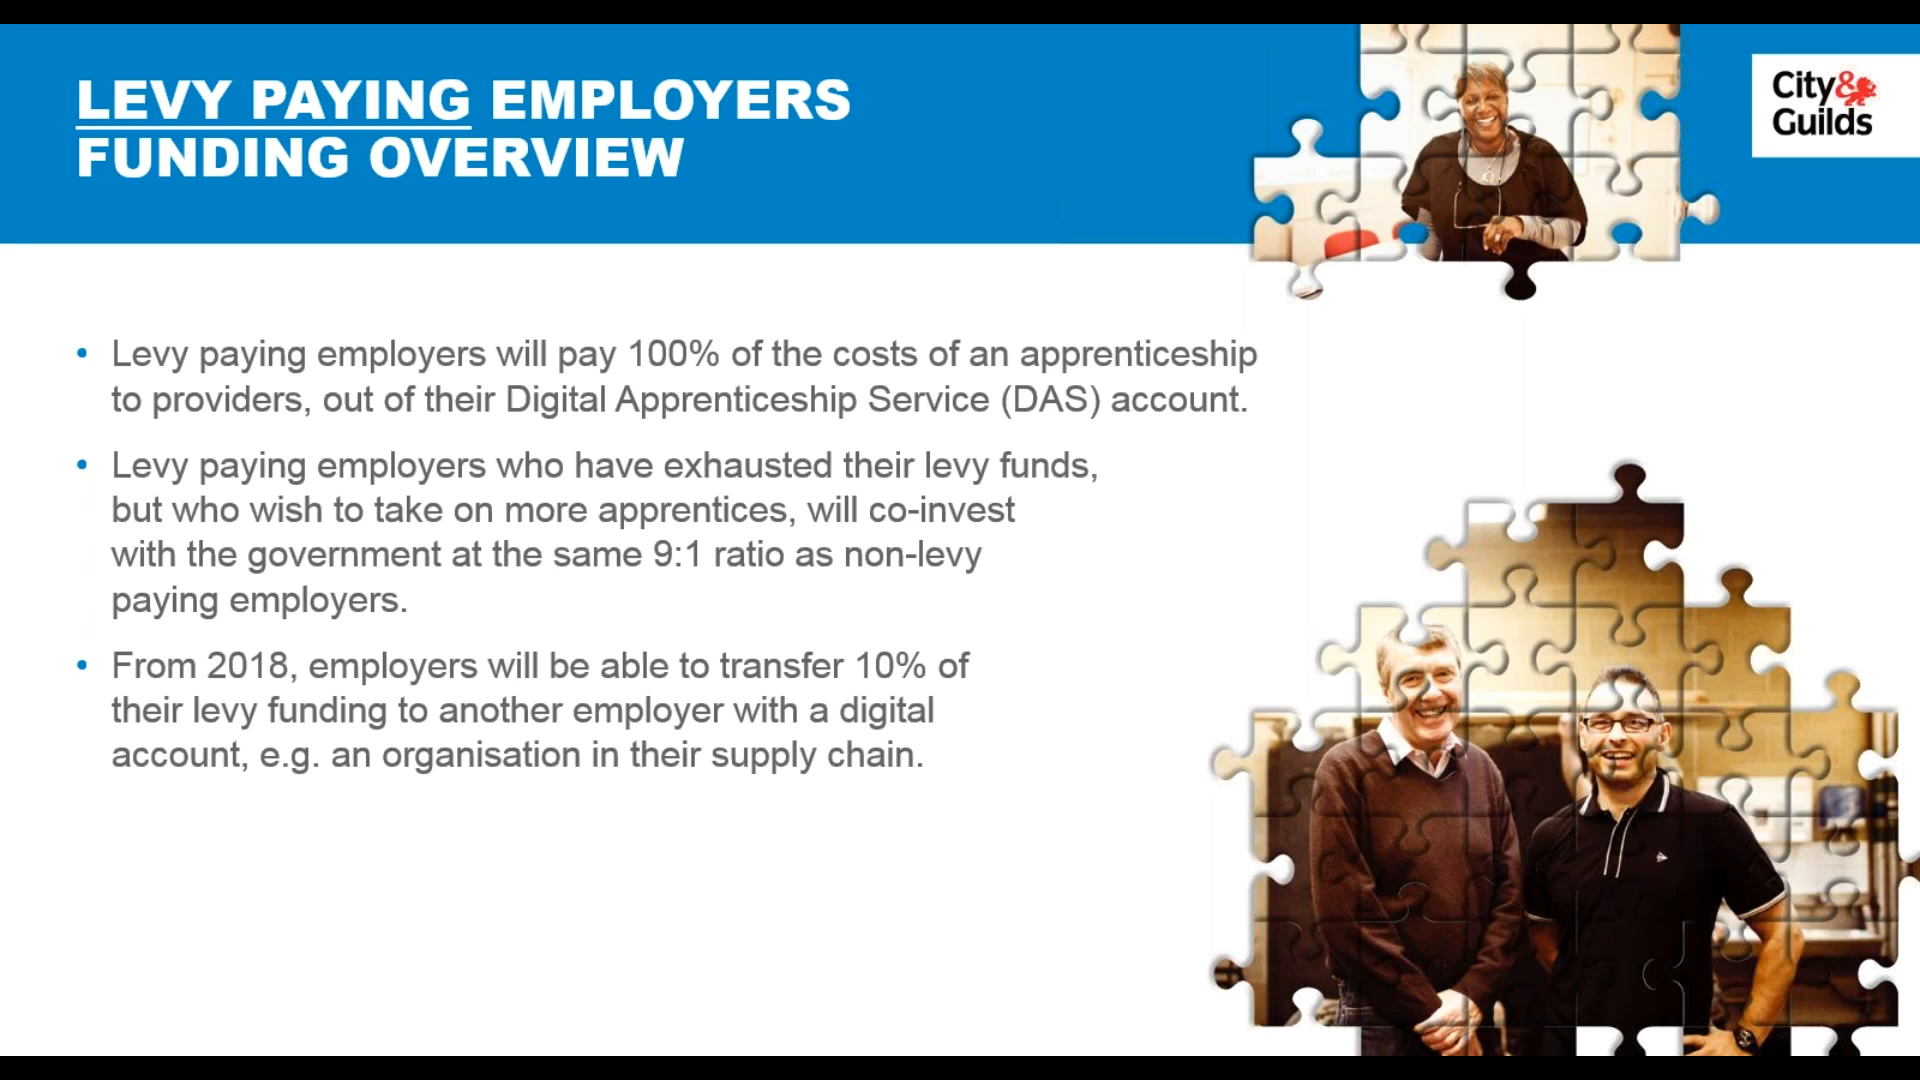 LEVY PAYING EMPLOYERS
FUNDING OVERVIEW
City&
Guilds
• Levy paying employers will pay 100% of the costs of an apprenticeship
to providers, out of their Digital Apprenticeship Service (DAS) account.
• Levy paying employers who have exhausted their levy funds,
but who wish to take on more apprentices, will co-invest
with the government at the same 9:1 ratio as non-levy
paying employers.
• From 2018, employers will be able to transfer 10% of
their levy funding to another employer with a digital
account, e.g. an organisation in their supply chain.